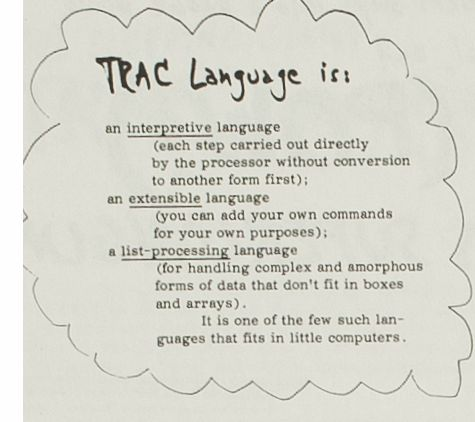 TRAC Language is:
an interpretive language
(each step carried out directly
by the processor without conversion
to another form first);
an extensible language
(you can add your own commands
for your own purposes);
a list-processing language
(for handling complex and amorphous
forms of data that don't fit in boxes
and arrays).
It is one of the few such lan-
guages that fits in little computers.